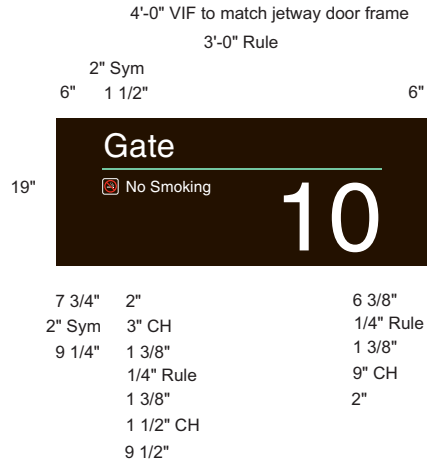 4'-0" VIF to match jetway door frame
3'-0" Rule
2" Sym
6" 1 1/2" 6"
Gate
19" No Smoking
10
7 3/4" 2" 6 3/8"
2" Sym 3" CH 1/4" Rule
9 1/4" 1 3/8" 1 3/8"
1/4" Rule 9" CH
1 3/8" 2"
1 1/2" CH
9 1/2"